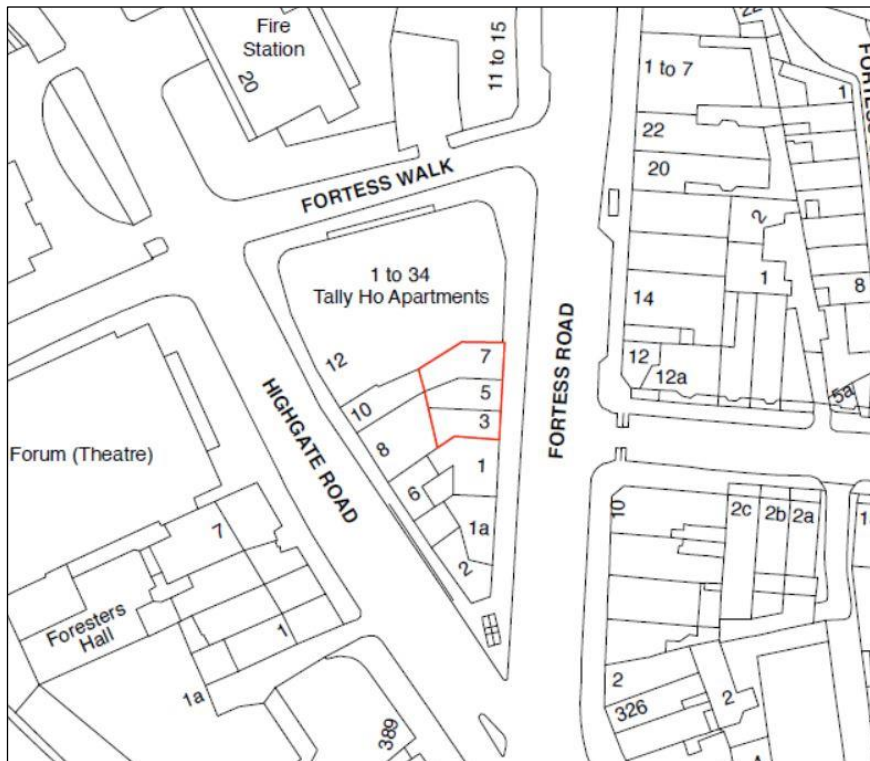 Fire
Station
20
11 to 15
22
1 to 7
1
22
20
FORTESS WALK
2
1
8
1 to 34
Tally Ho Apartments
14
12
7
5
3
12
12a
5a
10
8
6
1
HIGHGATE ROAD
FORTESS ROAD
Forum (Theatre)
7
1a
2
10
2c
2b
2a
Foresters
Hall
1
1a
389
2
326
2